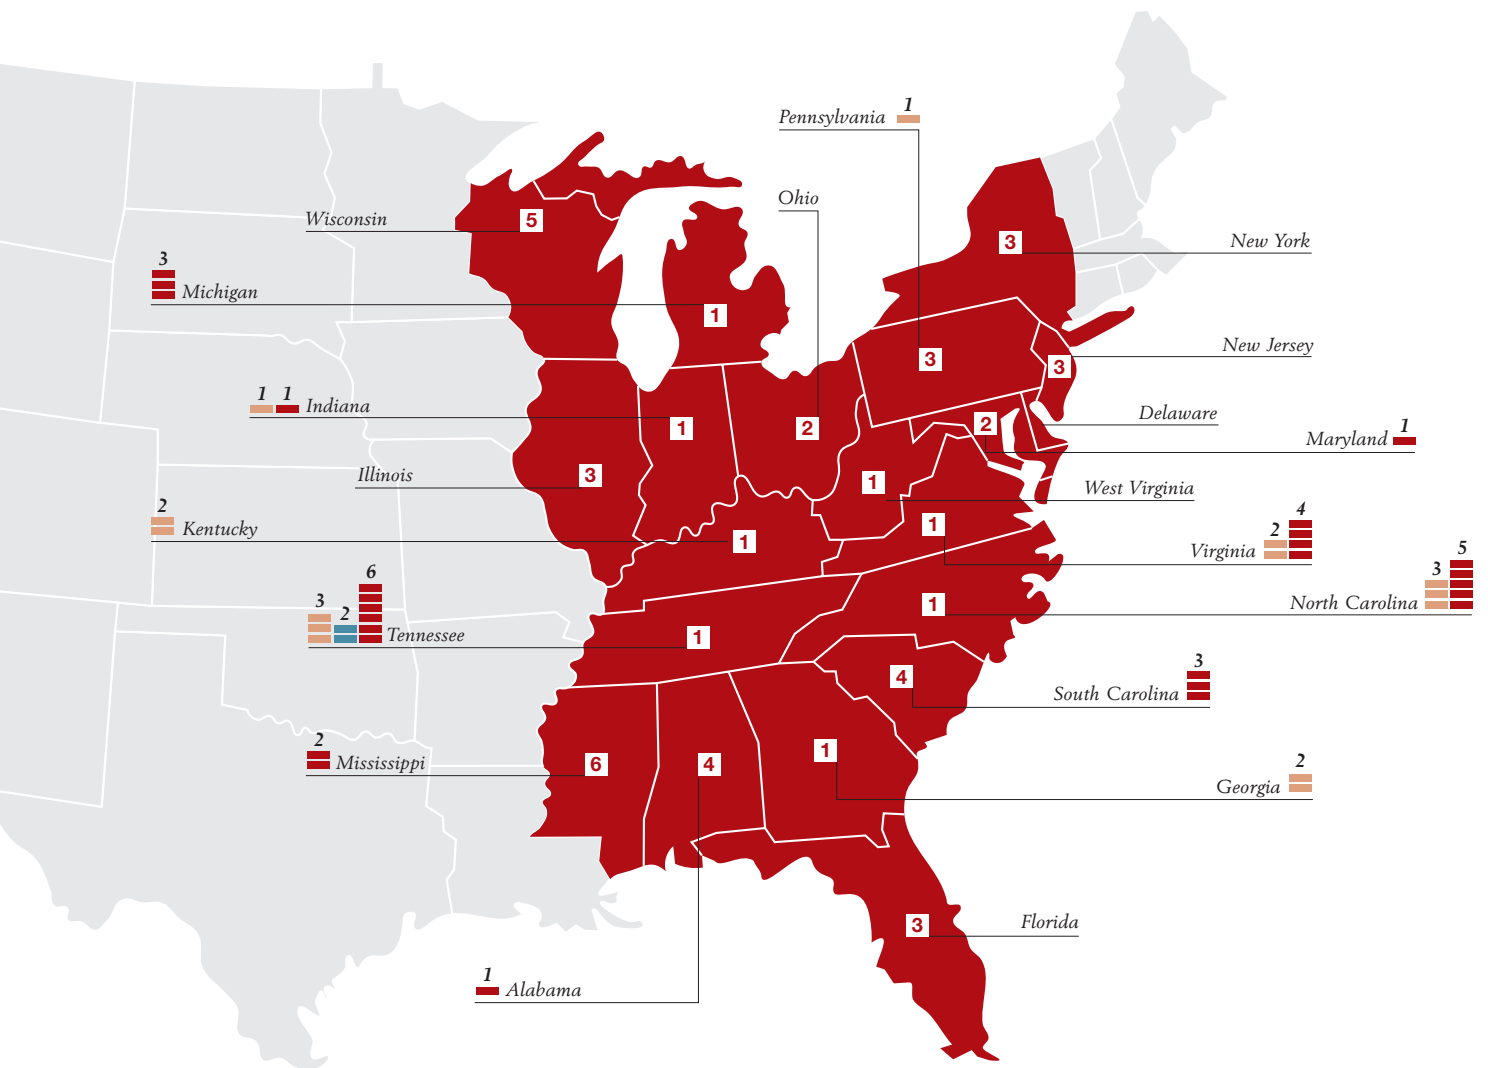 1
Pennsylvania
Ohio
Wisconsin
5
3
New York
3
Michigan
1
New Jersey
3
3
1 1
Indiana
1
2
Delaware
2
1
Maryland
Illinois
3
1
West Virginia
2
Kentucky
1
1
2 4
Virginia
3 5
North Carolina
1
3 2 6
Tennessee
1
4
3
South Carolina
2
Mississippi
6
4
1
2
Georgia
3
Florida
1
Alabama